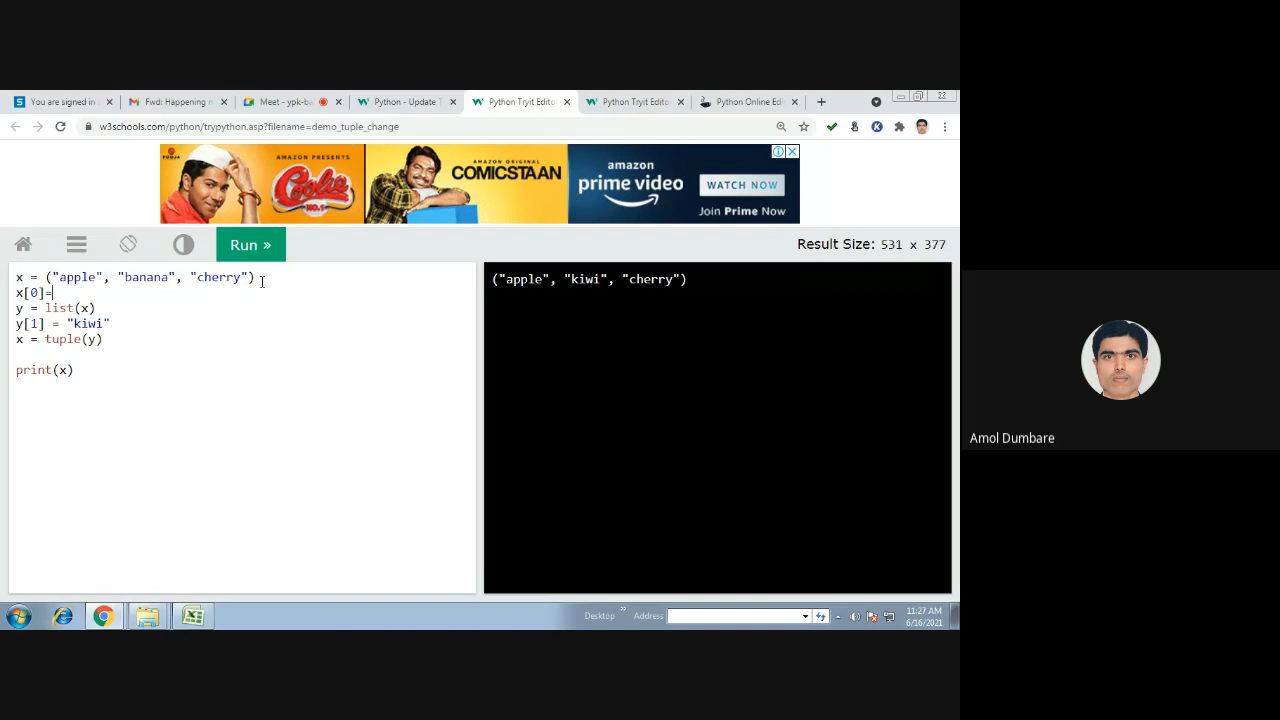 You are signed in
Fwd: Happening n
Meet - ypk-ba
Python - Update T
Python Tryit Edito
Python Tryit Edito
Python Online Edi
w3schools.com/python/trypython.asp?filename=demo_tuple_change
POOJA
AMAZON PRESENTS
Coolie
NO.1
AMAZON ORIGINAL
COMICSTAAN
amazon
prime video
WATCH NOW
Join Prime Now
Run »
Result Size: 531 x 377
x = ("apple", "banana", "cherry")
x[0]=
y = list(x)
y[1] = "kiwi"
x = tuple(y)
print(x)
("apple", "kiwi", "cherry")
Amol Dumbare
Desktop
Address
11:27 AM
6/16/2021